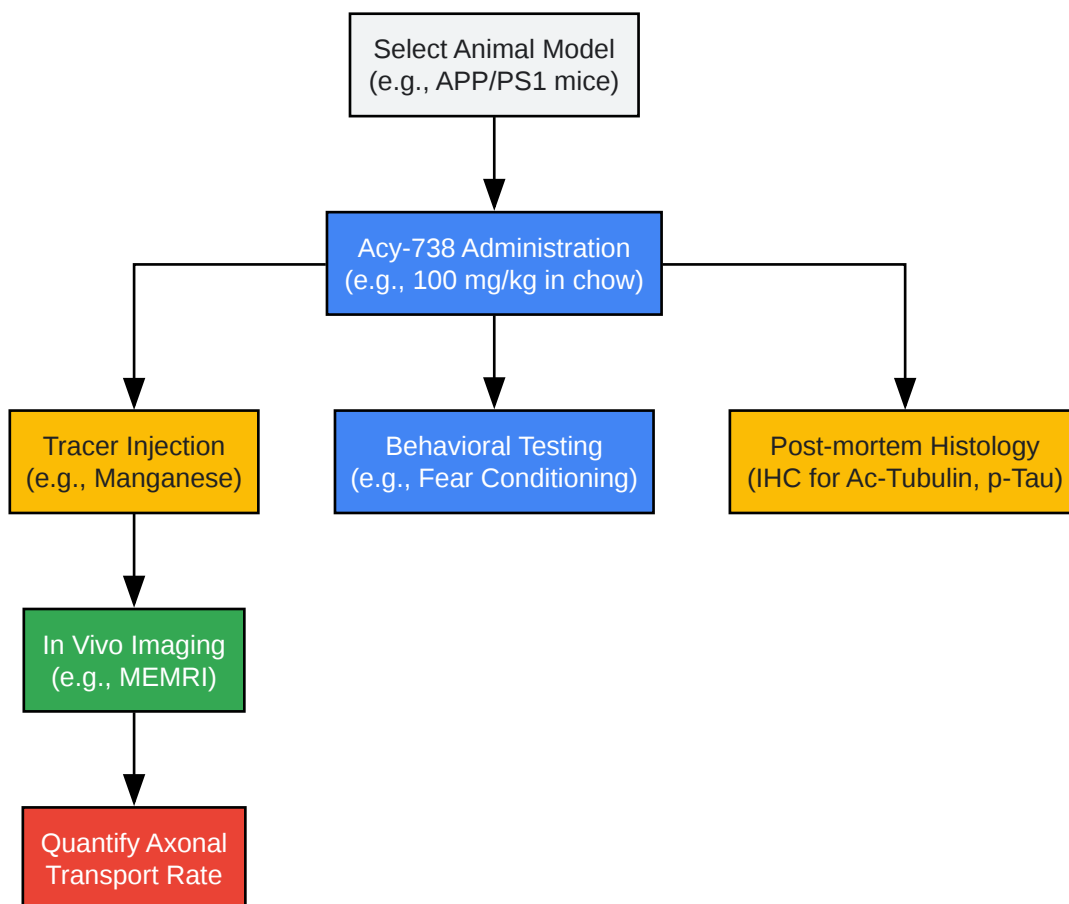 Select Animal Model
(e.g., APP/PS1 mice)
Acy-738 Administration
(e.g., 100 mg/kg in chow)
Tracer Injection
(e.g., Manganese)
Behavioral Testing
(e.g., Fear Conditioning)
Post-mortem Histology
(IHC for Ac-Tubulin, p-Tau)
In Vivo Imaging
(e.g., MEMRI)
Quantify Axonal
Transport Rate